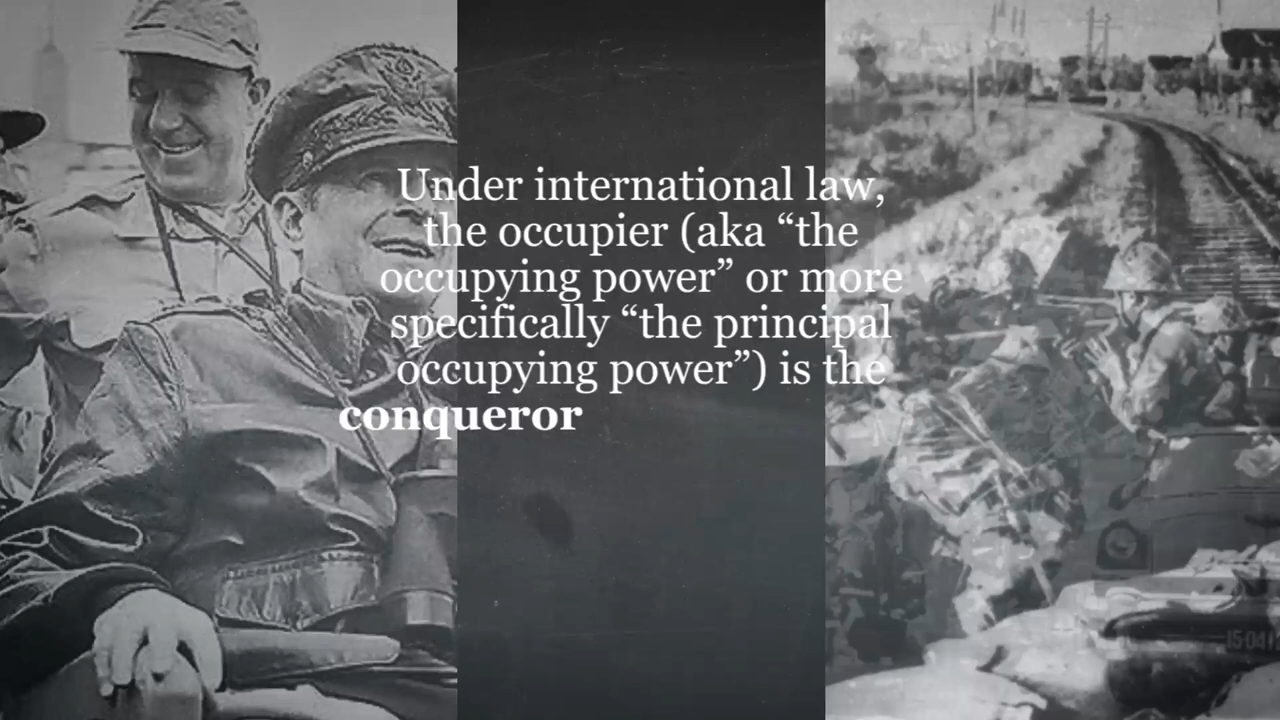 Under international law,
the occupier (aka “the
occupying power” or more
specifically “the principal
occupying power”) is the
conqueror